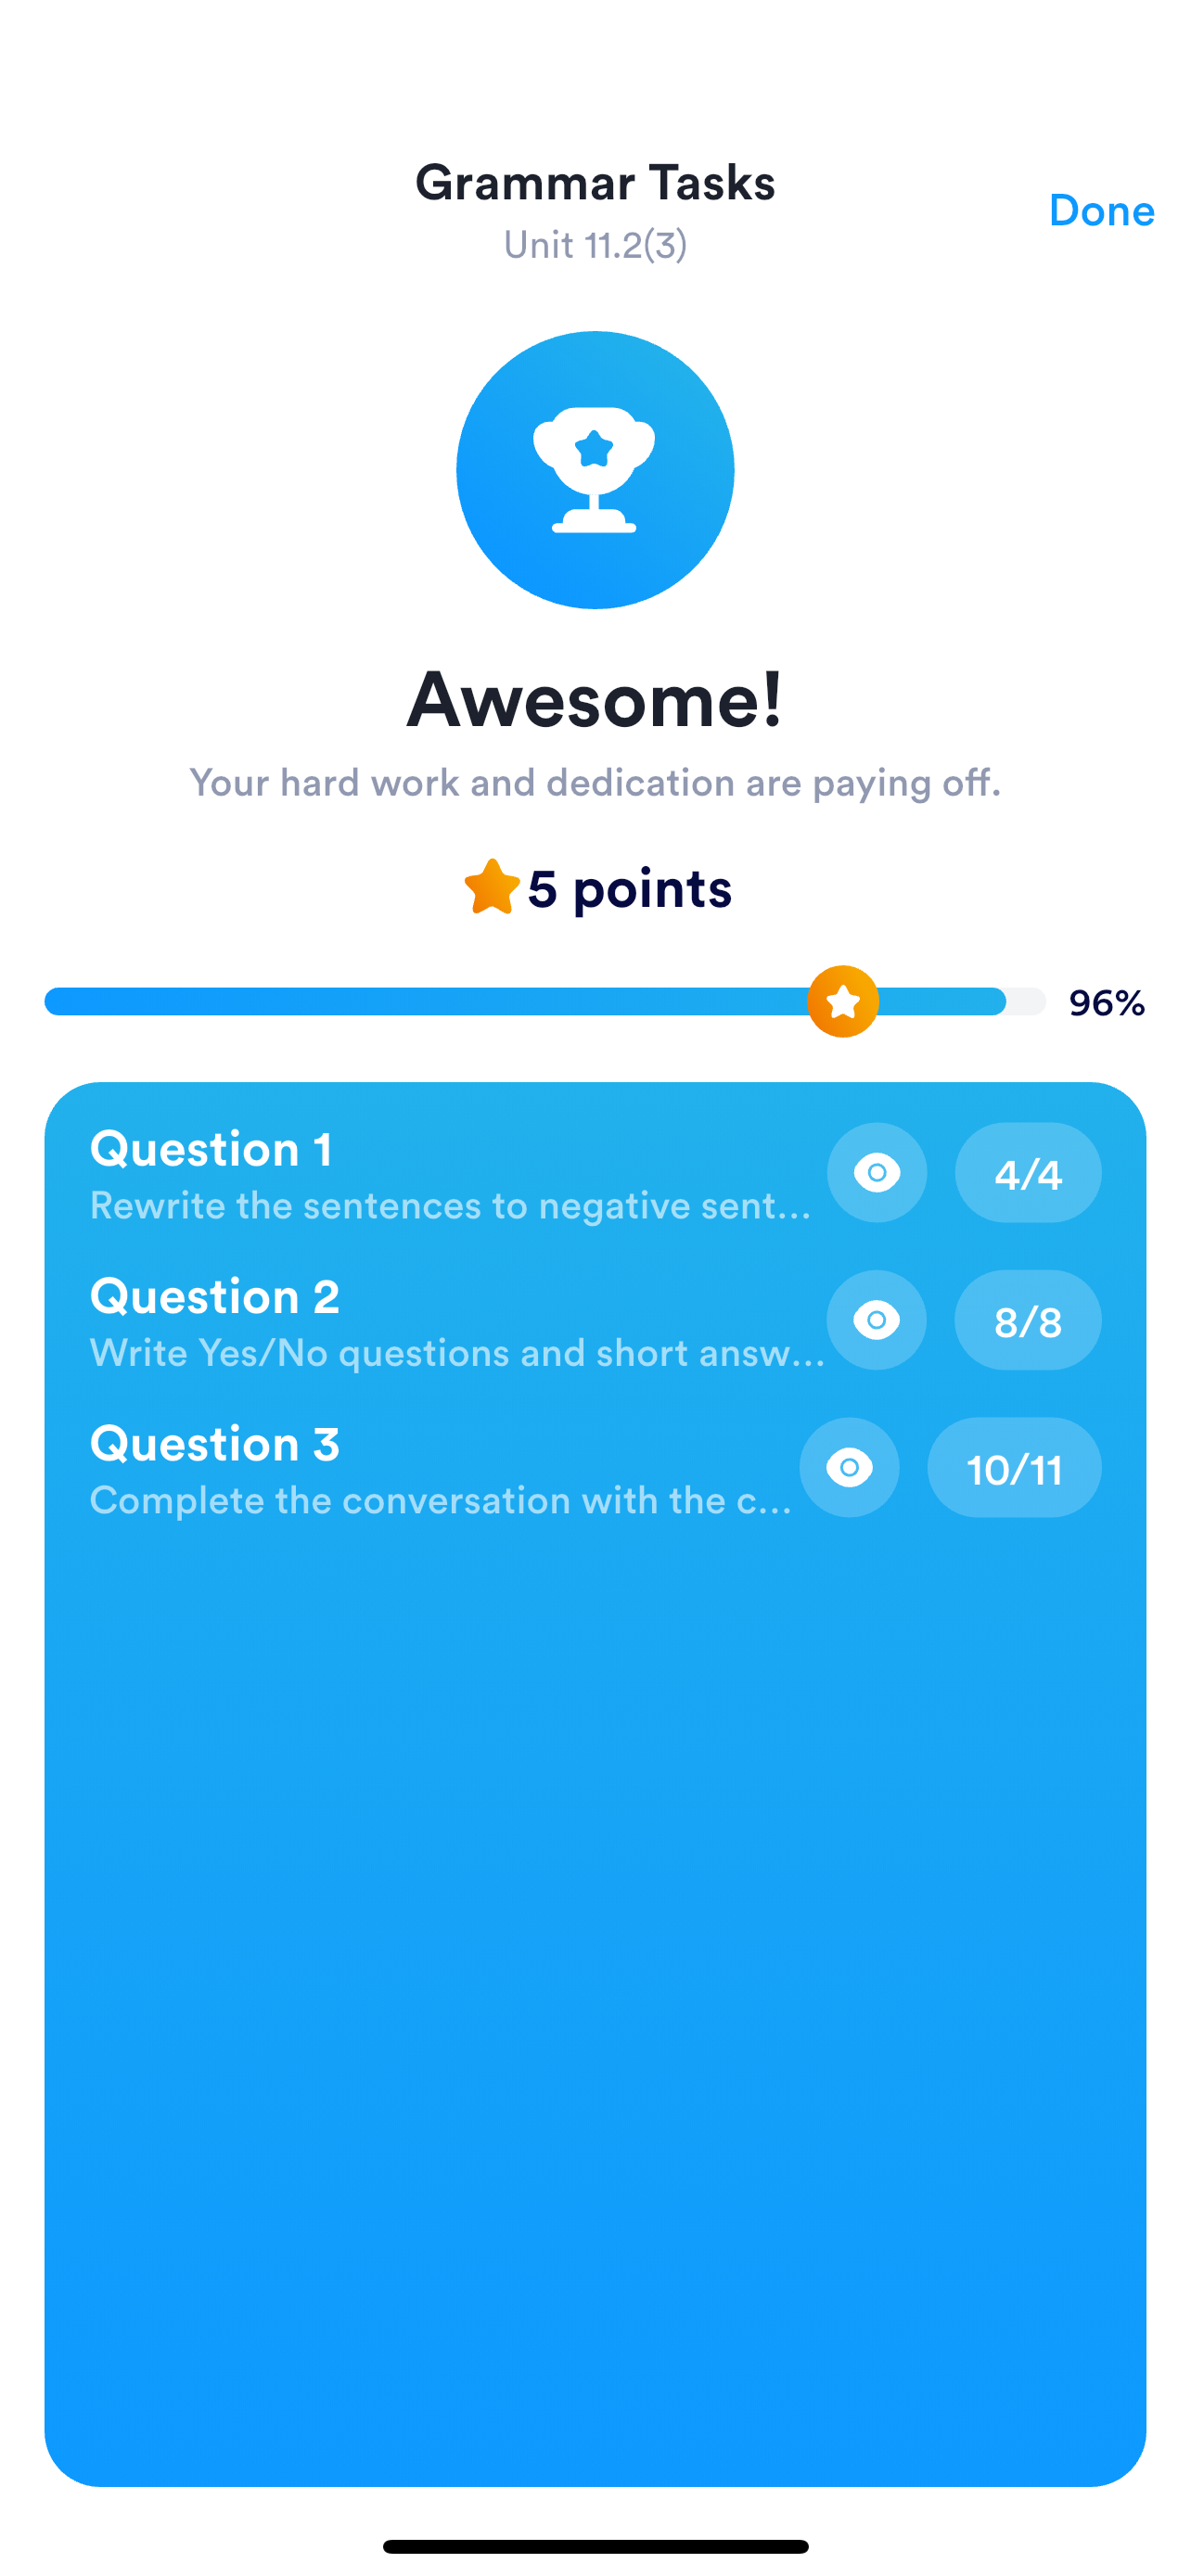 Grammar Tasks
Done
Unit 11.2(3)
Awesome!
Your hard work and dedication are paying off.
5 points
96%
Question 1
4/4
Rewrite the sentences to negative sent...
Question 2
8/8
Write Yes/No questions and short answ...
Question 3
10/11
Complete the conversation with the c...